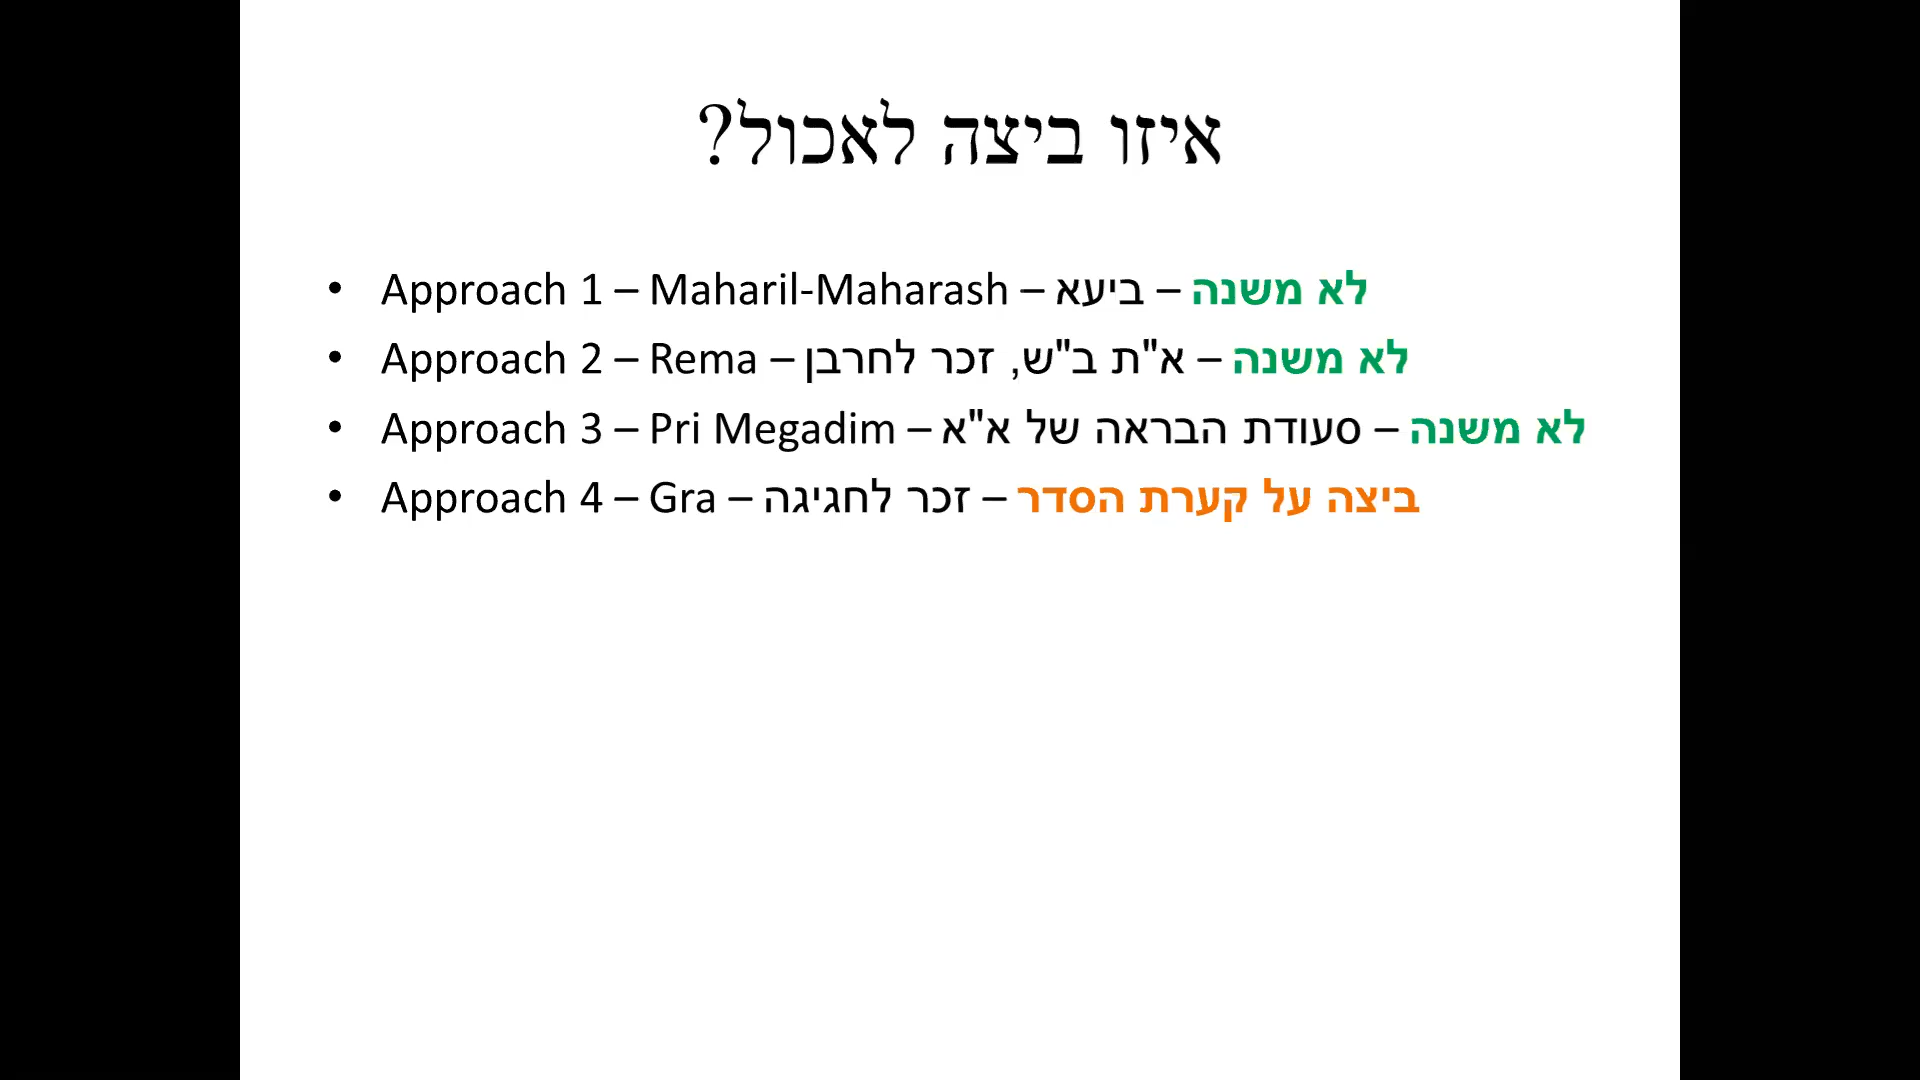 איזו ביצה לאכול?
• Approach 1 – Maharil-Maharash – ביעא – לא משנה
• Approach 2 – Rema – א"ת ב"ש, זכר לחרבן – לא משנה
• Approach 3 – Pri Megadim – סעודת הבראה של א"א – לא משנה
• Approach 4 – Gra – זכר לחגיגה – ביצה על קערת הסדר